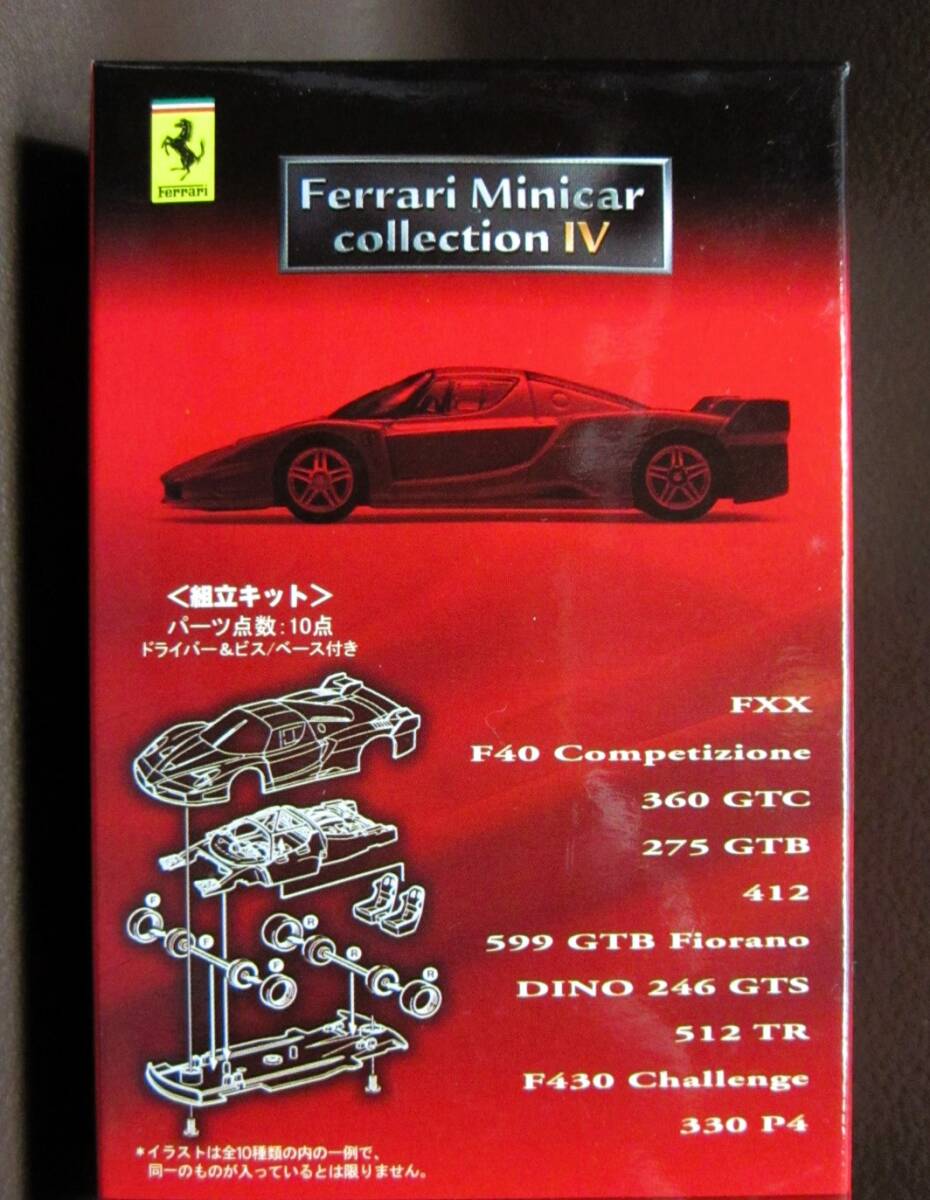 Ferrari
Ferrari Minicar
collection IV
<組立キット>
パーツ点数:10点
ドライバー&ビス/ベース付き
FXX
F40 Competizione
360 GTC
275 GTB
412
599 GTB Fiorano
DINO 246 GTS
512 TR
F430 Challenge
330 P4
F
F
F
R
R
R
*イラストは全10種類の内の一例で、
同一のものが入っているとは限りません。